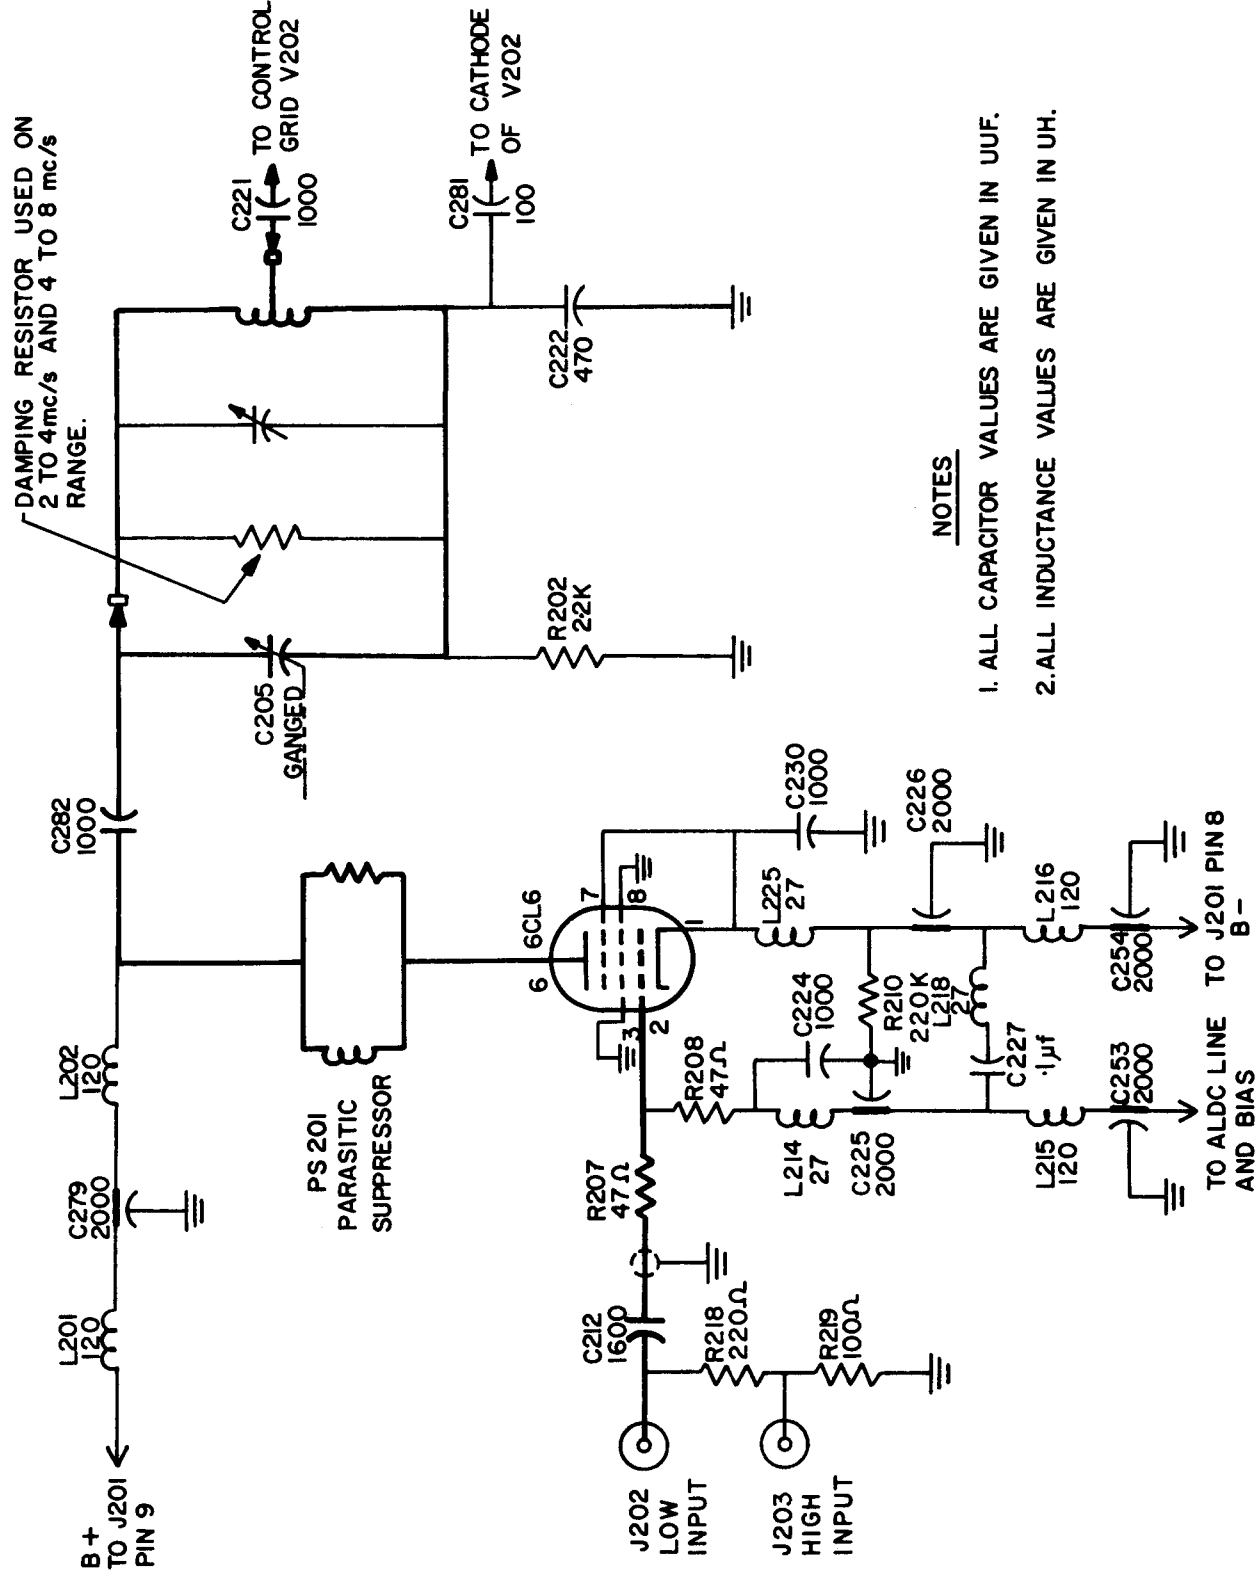 B+
TO J201
PIN 9
L201
120
C279
2000
L202
120
C282
1000
DAMPING RESISTOR USED ON
2 TO 4mc/s AND 4 TO 8 mc/s
RANGE.
PS 201
PARASITIC
SUPPRESSOR
C205
GANGED
C221
1000
TO CONTROL
GRID V202
C281
100
TO CATHODE
OF V202
C222
470
R202
2.2K
6CL6
6
7
8
3
2
1
J202
LOW
INPUT
C212
1600
R207
47Ω
R218
220Ω
J203
HIGH
INPUT
R219
100Ω
R208
47Ω
C224
1000
L225
27
C230
1000
L214
27
C225
2000
R210
220K
C226
2000
L218
27
C227
.1µf
L215
120
L216
120
C253
2000
C254
2000
TO ALDC LINE
AND BIAS
TO J201 PIN 8
B-
NOTES
1. ALL CAPACITOR VALUES ARE GIVEN IN UUF.
2. ALL INDUCTANCE VALUES ARE GIVEN IN UH.